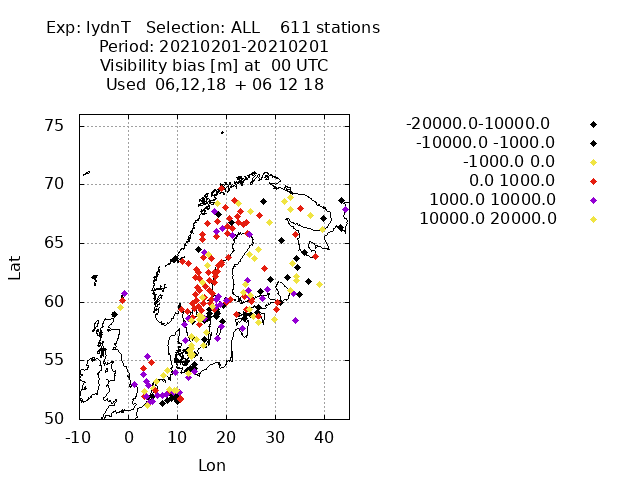 Exp: IydnT   Selection: ALL    611 stations
Period: 20210201-20210201
Visibility bias [m] at  00 UTC
Used  06,12,18  + 06 12 18
-20000.0-10000.0
-10000.0 -1000.0
-1000.0 0.0
0.0 1000.0
1000.0 10000.0
10000.0 20000.0
75
70
65
60
55
50
Lat
-10 0 10 20 30 40
Lon